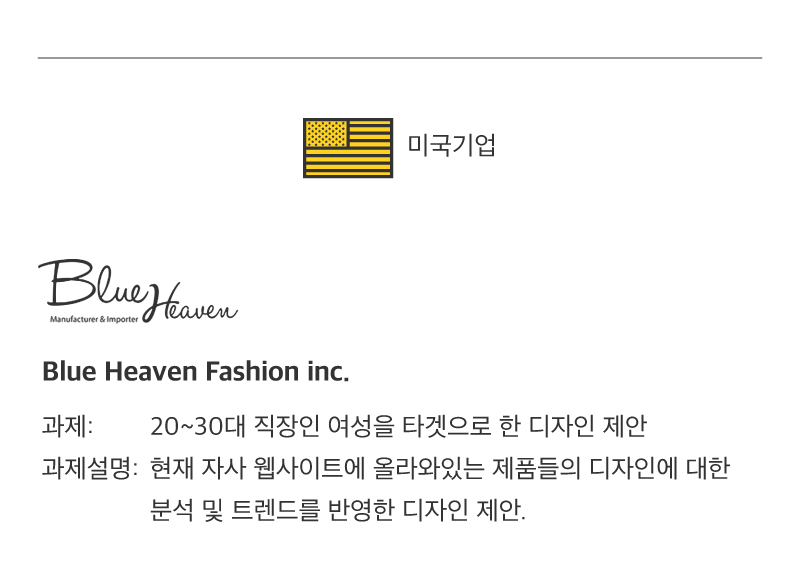 미국기업
Blue Heaven
Manufacturer & Importer
Blue Heaven Fashion inc.
과제: 20~30대 직장인 여성을 타겟으로 한 디자인 제안
과제설명: 현재 자사 웹사이트에 올라와있는 제품들의 디자인에 대한
분석 및 트렌드를 반영한 디자인 제안.